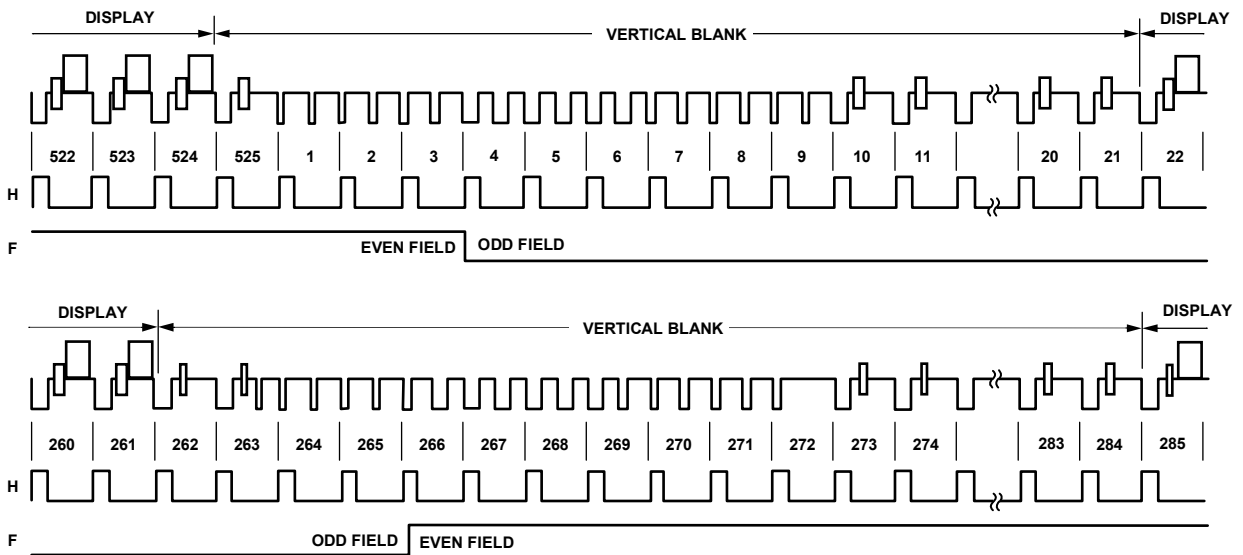 DISPLAY DISPLAY
VERTICAL BLANK
522 523 524 525 1 2 3 4 5 6 7 8 9 10 11 20 21 22
H
EVEN FIELD ODD FIELD
F
DISPLAY DISPLAY
VERTICAL BLANK
260 261 262 263 264 265 266 267 268 269 270 271 272 273 274 283 284 285
H
ODD FIELD EVEN FIELD
F